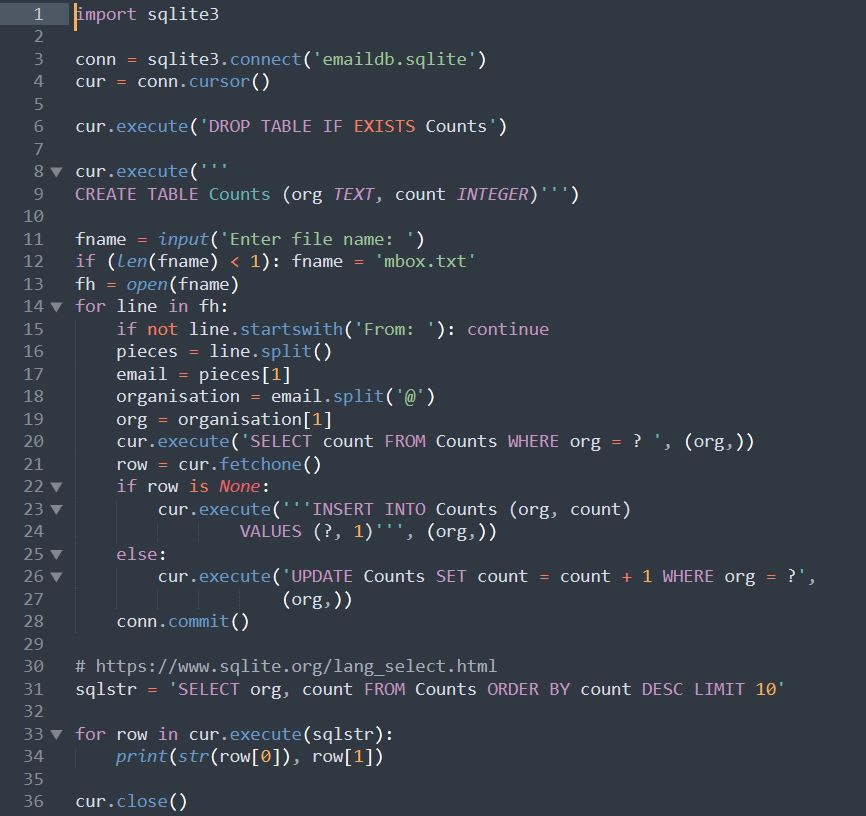 1 import sqlite3
2
3 conn = sqlite3.connect('emaildb.sqlite')
4 cur = conn.cursor()
5
6 cur.execute('DROP TABLE IF EXISTS Counts')
7
8 cur.execute('''
9 CREATE TABLE Counts (org TEXT, count INTEGER)''')
10
11 fname = input('Enter file name: ')
12 if (len(fname) < 1): fname = 'mbox.txt'
13 fh = open(fname)
14 for line in fh:
15     if not line.startswith('From: '): continue
16     pieces = line.split()
17     email = pieces[1]
18     organisation = email.split('@')
19     org = organisation[1]
20     cur.execute('SELECT count FROM Counts WHERE org = ? ', (org,))
21     row = cur.fetchone()
22     if row is None:
23         cur.execute('''INSERT INTO Counts (org, count)
24                 VALUES (?, 1)''', (org,))
25     else:
26         cur.execute('UPDATE Counts SET count = count + 1 WHERE org = ?',
27                     (org,))
28     conn.commit()
29
30 # https://www.sqlite.org/lang_select.html
31 sqlstr = 'SELECT org, count FROM Counts ORDER BY count DESC LIMIT 10'
32
33 for row in cur.execute(sqlstr):
34     print(str(row[0]), row[1])
35
36 cur.close()